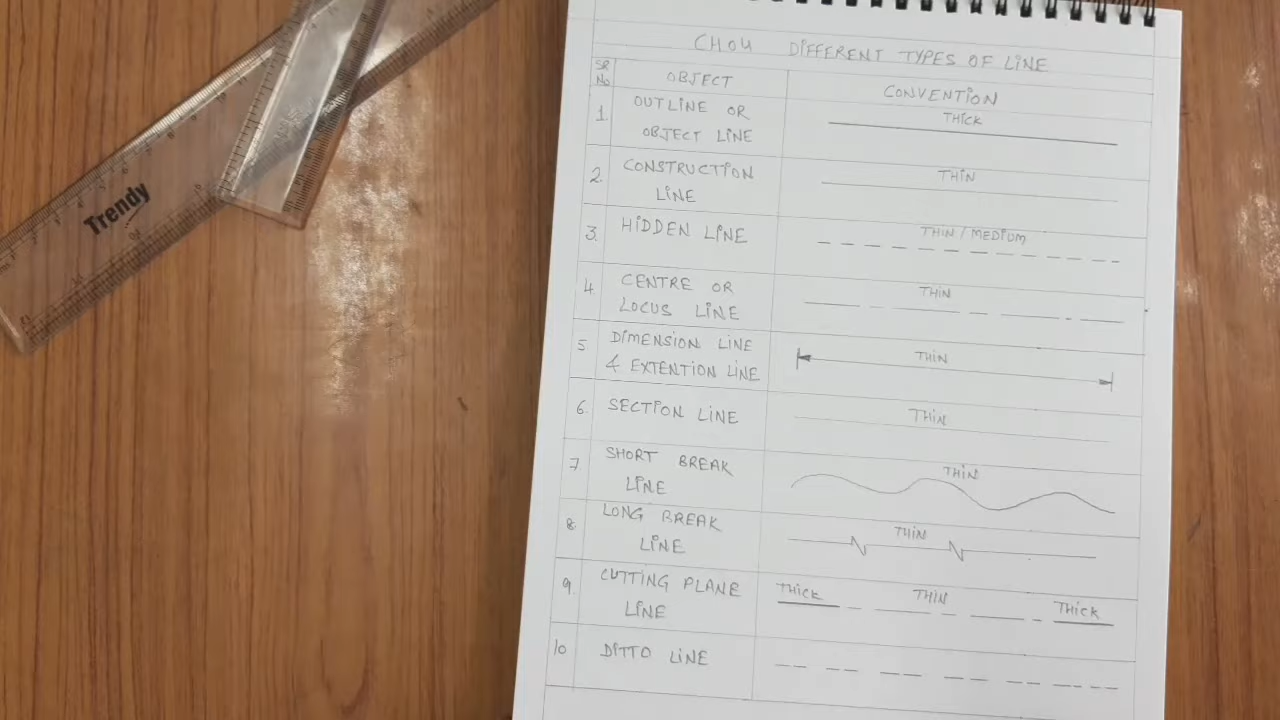 CH04 DIFFERENT TYPES OF LINE
SR NO OBJECT CONVENTION
1. OUTLINE OR OBJECT LINE THICK
2. CONSTRUCTION LINE THIN
3. HIDDEN LINE THIN / MEDIUM
4. CENTRE OR LOCUS LINE THIN
5 DIMENSION LINE & EXTENTION LINE THIN
6. SECTION LINE THIN
7. SHORT BREAK LINE THIN
8. LONG BREAK LINE THIN
9. CUTTING PLANE LINE THICK THIN THICK
10 DITTO LINE
Trendy